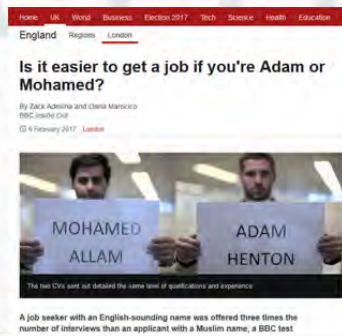 Home UK World Business Election 2017 Tech Science Health Education
England Regions London
Is it easier to get a job if you're Adam or
Mohamed?
By Zack Adesina and Oana Marocico
BBC Inside Out
6 February 2017 London
MOHAMED
ALLAM
ADAM
HENTON
The two CVs sent out detailed the same level of qualifications and experience
A job seeker with an English-sounding name was offered three times the
number of interviews than an applicant with a Muslim name, a BBC test